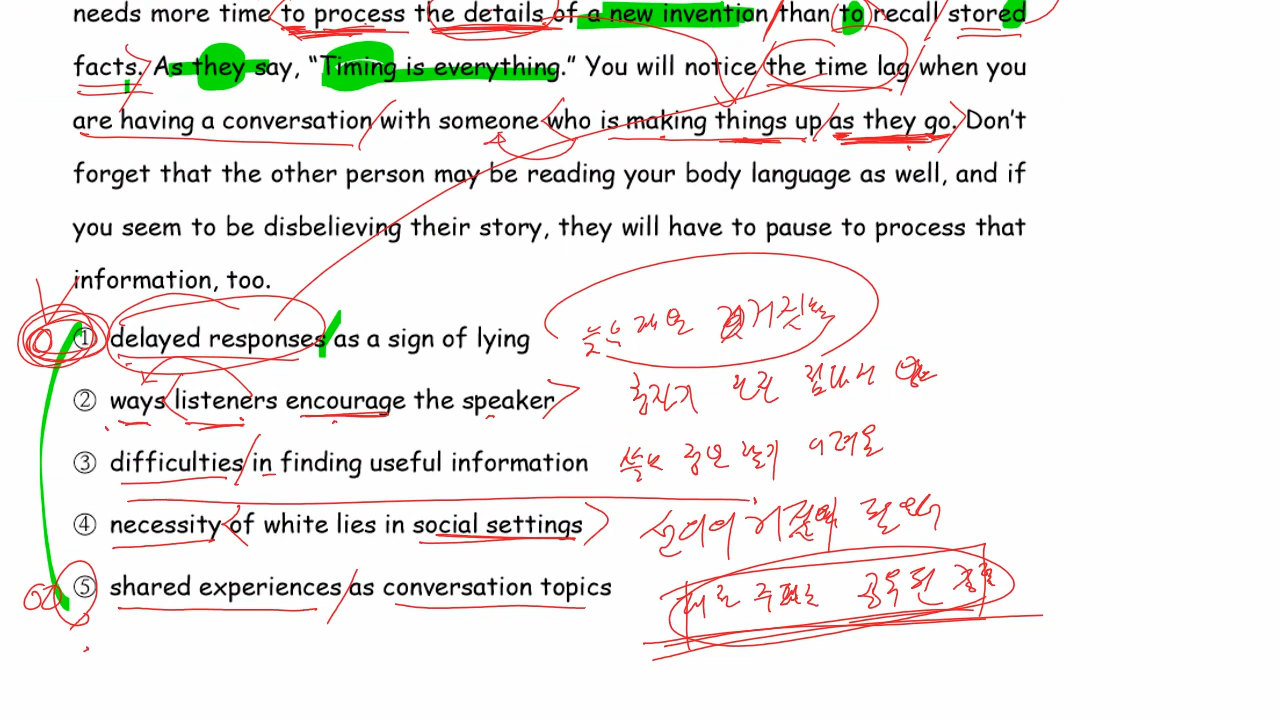 needs more time to process the details of a new invention than to recall stored
facts. As they say, “Timing is everything.” You will notice the time lag when you
are having a conversation with someone who is making things up as they go. Don’t
forget that the other person may be reading your body language as well, and if
you seem to be disbelieving their story, they will have to pause to process that
information, too.
① delayed responses as a sign of lying
② ways listeners encourage the speaker
③ difficulties in finding useful information
④ necessity of white lies in social settings
⑤ shared experiences as conversation topics